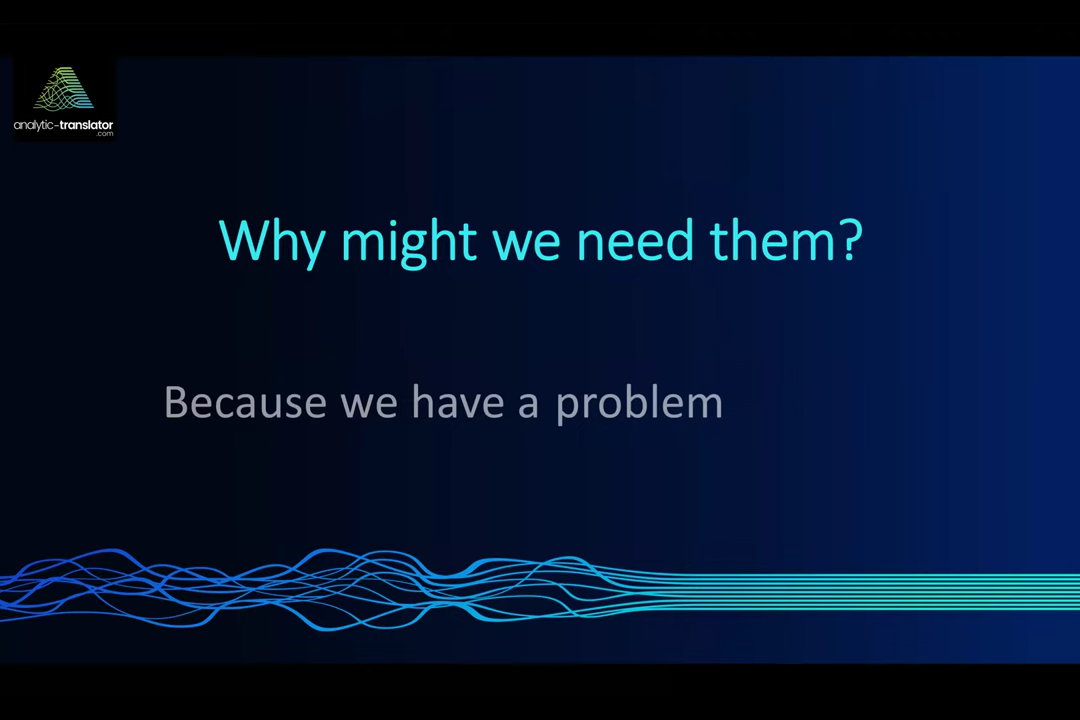 analytic-translator
.com
Why might we need them?
Because we have a problem